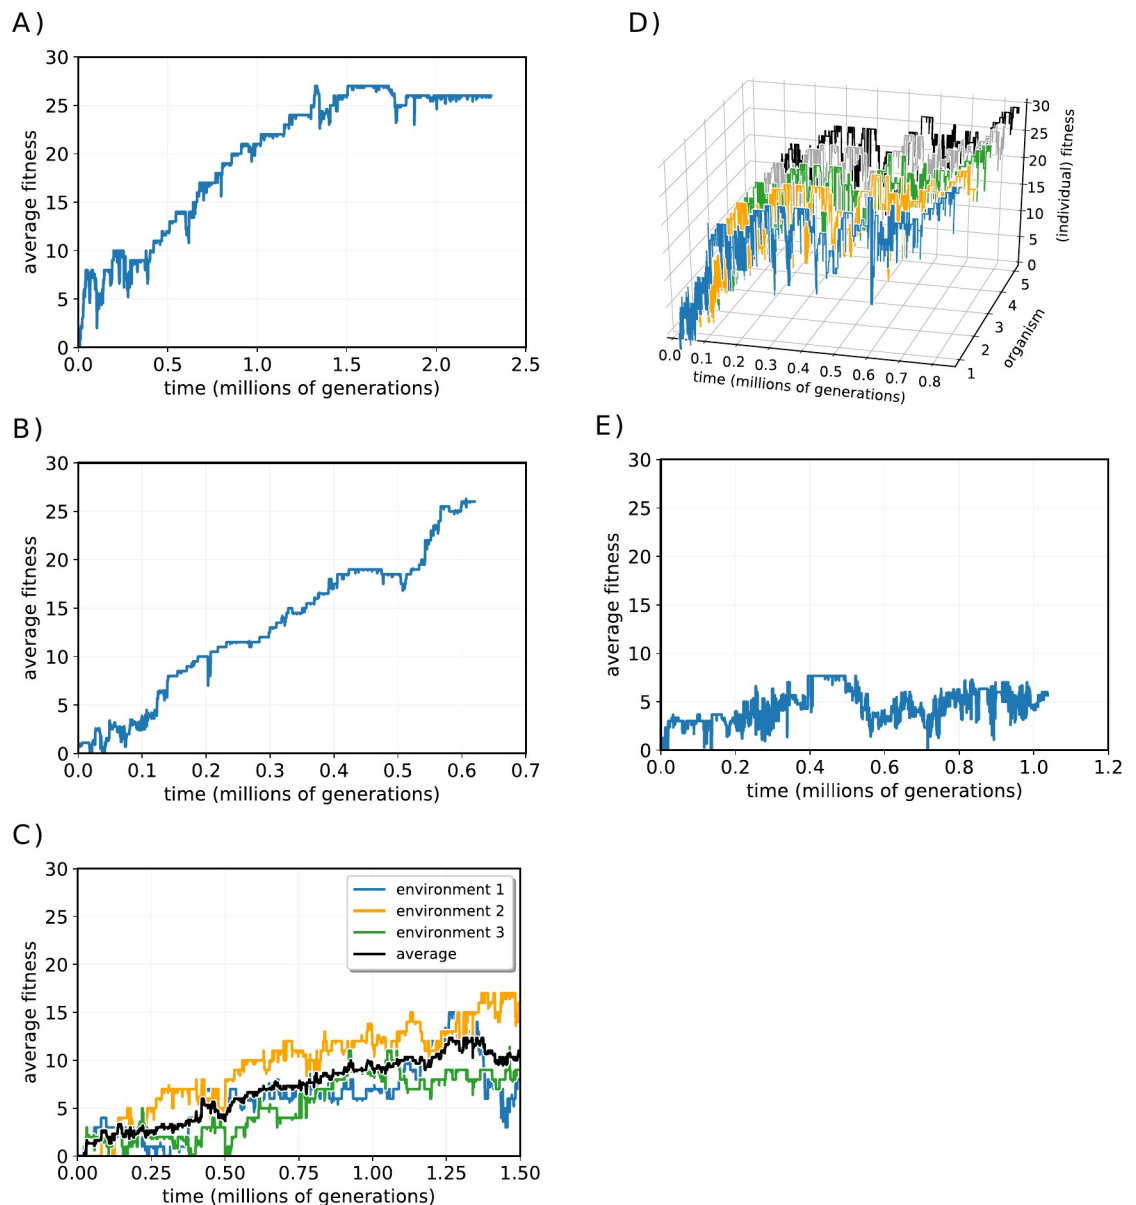 A)
30
25
20
15
10
5
0
average fitness
0.0 0.5 1.0 1.5 2.0 2.5
time (millions of generations)
D)
30
25
20
15
10
5
0
(individual) fitness
5
4
3
2
1
organism
0.0 0.1 0.2 0.3 0.4 0.5 0.6 0.7 0.8
time (millions of generations)
B)
30
25
20
15
10
5
0
average fitness
0.0 0.1 0.2 0.3 0.4 0.5 0.6 0.7
time (millions of generations)
E)
30
25
20
15
10
5
0
average fitness
0.0 0.2 0.4 0.6 0.8 1.0 1.2
time (millions of generations)
C)
30
25
20
15
10
5
0
average fitness
environment 1
environment 2
environment 3
average
0.00 0.25 0.50 0.75 1.00 1.25 1.50
time (millions of generations)